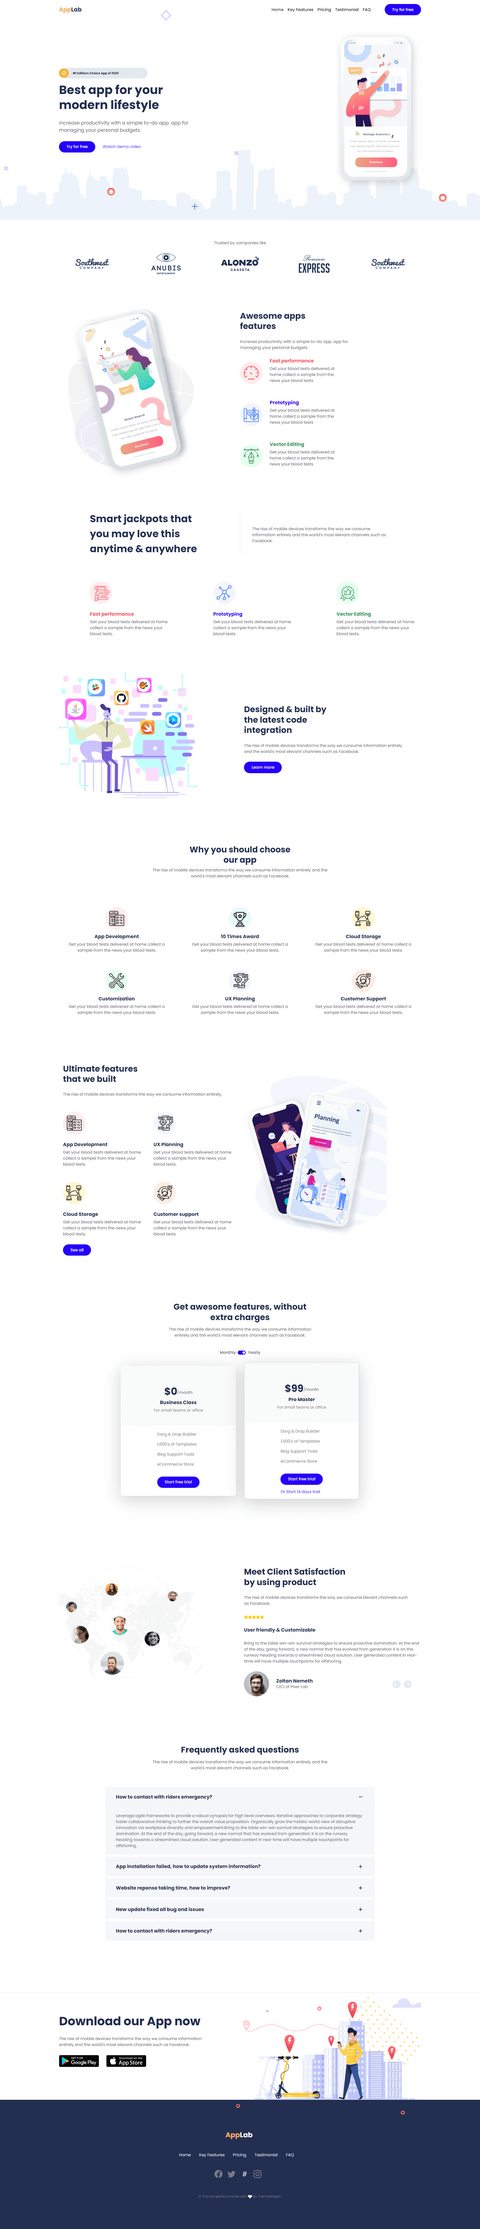 AppLab
Home Key Features Pricing Testimonial FAQ
Try for free
#1 Editors Choice App of 2020
Best app for your
modern lifestyle
Increase productivity with a simple to-do app. app for
managing your personal budgets.
Try for free
Watch demo video
Trusted by companies like
Southwest
COMPANY
ANUBIS
ALONZO
CASSETA
Premium
EXPRESS
Southwest
COMPANY
Awesome apps
features
Increase productivity with a simple to-do app. app for
managing your personal budgets.
Fast performance
Get your blood tests delivered at
home collect a sample from the
news your blood tests
Prototyping
Get your blood tests delivered at
home collect a sample from the
news your blood tests
Vector Editing
Get your blood tests delivered at
home collect a sample from the
news your blood tests
Smart jackpots that
you may love this
anytime & anywhere
The rise of mobile devices transforms the way we consume
information entirely and the world's most elevant channels such as
Facebook.
Fast performance
Get your blood tests delivered at home
collect a sample from the news your
blood tests.
Prototyping
Get your blood tests delivered at home
collect a sample from the news your
blood tests.
Vector Editing
Get your blood tests delivered at home
collect a sample from the news your
blood tests.
Designed & built by
the latest code
integration
The rise of mobile devices transforms the way we consume information entirely
and the world's most elevant channels such as Facebook.
Learn more
Why you should choose
our app
The rise of mobile devices transforms the way we consume information entirely and the
world's most elevant channels such as Facebook.
App Development
Get your blood tests delivered at home collect a
sample from the news your blood tests.
10 Times Award
Get your blood tests delivered at home collect a
sample from the news your blood tests.
Cloud Storage
Get your blood tests delivered at home collect a
sample from the news your blood tests.
Customization
Get your blood tests delivered at home collect a
sample from the news your blood tests.
UX Planning
Get your blood tests delivered at home collect a
sample from the news your blood tests.
Customer Support
Get your blood tests delivered at home collect a
sample from the news your blood tests.
Ultimate features
that we built
The rise of mobile devices transforms the way we consume information entirely.
App Development
Get your blood tests delivered at home
collect a sample from the news your
blood tests.
UX Planning
Get your blood tests delivered at home
collect a sample from the news your
blood tests.
Cloud Storage
Get your blood tests delivered at home
collect a sample from the news your
blood tests.
Customer support
Get your blood tests delivered at home
collect a sample from the news your
blood tests.
See all
Planning
Get awesome features, without
extra charges
The rise of mobile devices transforms the way we consume information
entirely and the world's most elevant channels such as Facebook.
Monthly Yearly
$0/month
Business Class
For small teams or office
Drag & Drop Builder
1,000's of Templates
Blog Support Tools
eCommerce Store
Start free trial
$99/month
Pro Master
For small teams or office
Drag & Drop Builder
1,000's of Templates
Blog Support Tools
eCommerce Store
Start free trial
Or Start 14 days trail
Meet Client Satisfaction
by using product
The rise of mobile devices transforms the way we consume Elevant channels such
as Facebook.
User friendly & Customizable
Bring to the table win-win survival strategies to ensure proactive domination. At the end
of the day, going forward, a new normal that has evolved from generation X is on the
runway heading towards a streamlined cloud solution. User generated content in real-
time will have multiple touchpoints for offshoring.
Zoltan Nemeth
CEO of Pixer Lab
Frequently asked questions
The rise of mobile devices transforms the way we consume information entirely and the
world's most elevant channels such as Facebook.
How to contact with riders emergency?
Leverage agile frameworks to provide a robust synopsis for high level overviews. Iterative approaches to corporate strategy
foster collaborative thinking to further the overall value proposition. Organically grow the holistic world view of disruptive
innovation via workplace diversity and empowerment.Bring to the table win-win survival strategies to ensure proactive
domination. At the end of the day, going forward, a new normal that has evolved from generation X is on the runway
heading towards a streamlined cloud solution. User generated content in real-time will have multiple touchpoints for
offshoring.
App installation failed, how to update system information?
Website reponse taking time, how to improve?
New update fixed all bug and issues
How to contact with riders emergency?
Download our App now
The rise of mobile devices transforms the way we consume information
entirely and the world's most elevant channels such as Facebook.
Google Play
App Store
AppLab
Home Key Features Pricing Testimonial FAQ